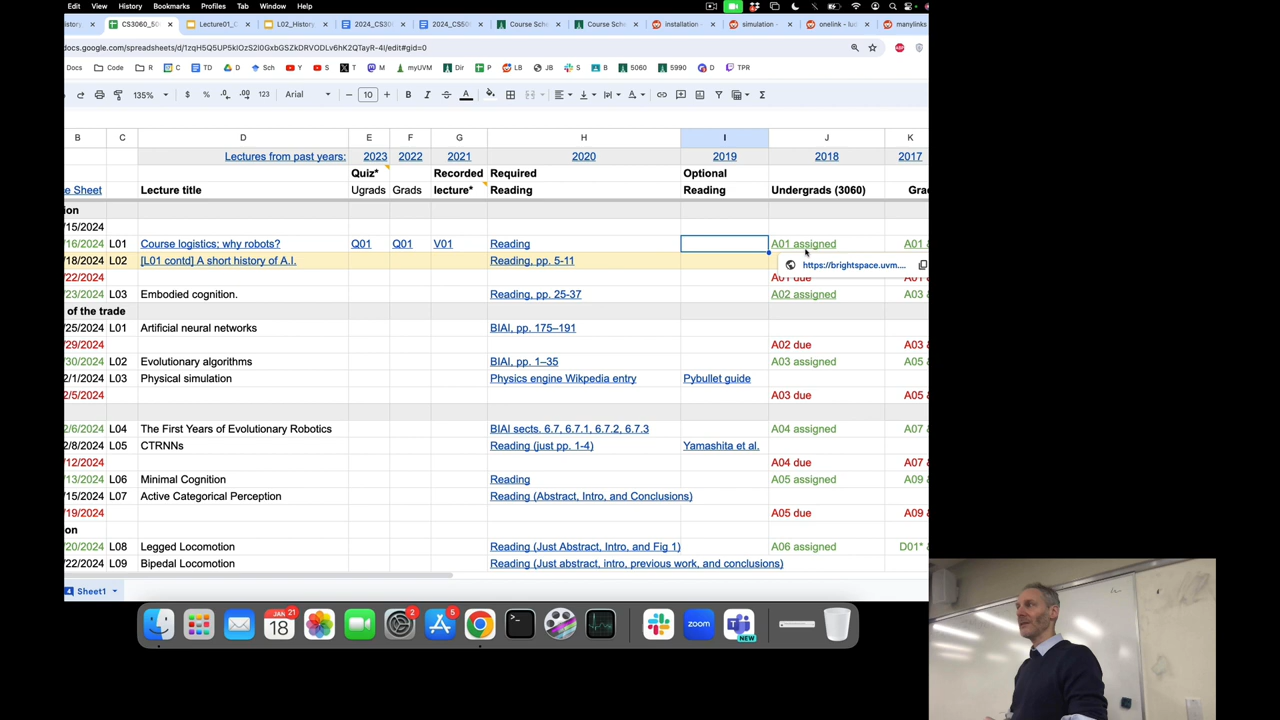 Edit View History Bookmarks Profiles Tab Window Help
istory CS3060_50 Lecture01_C L02_History 2024_CS30 2024_CS50 Course Sche Course Sche installation simulation onelink - lud manylinks
docs.google.com/spreadsheets/d/1zqH5Q5UP5kIOzS2I0GxbGSZkDRVODLv6hK2QTayR-4I/edit#gid=0
Docs Code R C TD D Sch Y S T M myUVM Dir P LB JB S B 5060 5990 D TPR
135% $ % .0 .00 123 Arial 10 B I A
B C D E F G H I J K
Lectures from past years: 2023 2022 2021 2020 2019 2018 2017
Quiz* Recorded Required Optional
e Sheet Lecture title Ugrads Grads lecture* Reading Reading Undergrads (3060) Gra
ion
/15/2024
/16/2024 L01 Course logistics; why robots? Q01 Q01 V01 Reading A01 assigned A01 &
/18/2024 L02 [L01 contd] A short history of A.I. Reading, pp. 5-11 https://brightspace.uvm....
/22/2024 A01 due A01 &
/23/2024 L03 Embodied cognition. Reading, pp. 25-37 A02 assigned A03 &
of the trade
/25/2024 L01 Artificial neural networks BIAI, pp. 175–191
/29/2024 A02 due A03 &
/30/2024 L02 Evolutionary algorithms BIAI, pp. 1–35 A03 assigned A05 &
2/1/2024 L03 Physical simulation Physics engine Wikpedia entry Pybullet guide
2/5/2024 A03 due A05 &
2/6/2024 L04 The First Years of Evolutionary Robotics BIAI sects. 6.7, 6.7.1, 6.7.2, 6.7.3 A04 assigned A07 &
2/8/2024 L05 CTRNNs Reading (just pp. 1-4) Yamashita et al.
/12/2024 A04 due A07 &
/13/2024 L06 Minimal Cognition Reading A05 assigned A09 &
/15/2024 L07 Active Categorical Perception Reading (Abstract, Intro, and Conclusions)
/19/2024 A05 due A09 &
on
/20/2024 L08 Legged Locomotion Reading (Just Abstract, Intro, and Fig 1) A06 assigned D01* &
/22/2024 L09 Bipedal Locomotion Reading (Just abstract, intro, previous work, and conclusions)
4 Sheet1
JAN 21 2 5
18 zoom NEW